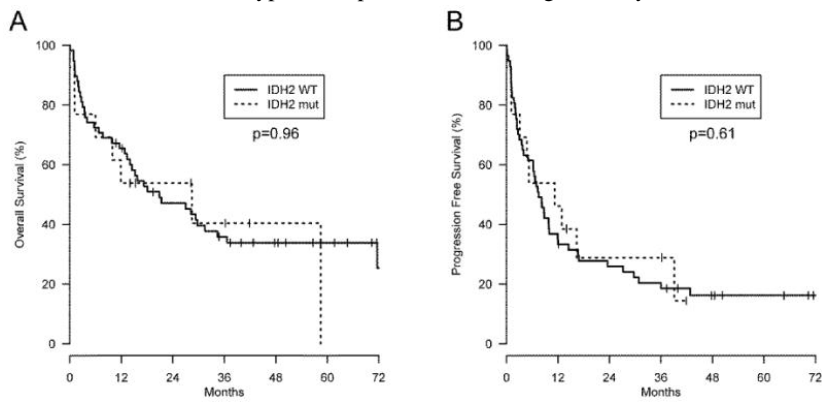 A
B
100
80
60
40
20
0
Overall Survival (%)
IDH2 WT
IDH2 mut
p=0.96
0 12 24 36 48 60 72
Months
100
80
60
40
20
0
Progression Free Survival (%)
IDH2 WT
IDH2 mut
p=0.61
0 12 24 36 48 60 72
Months